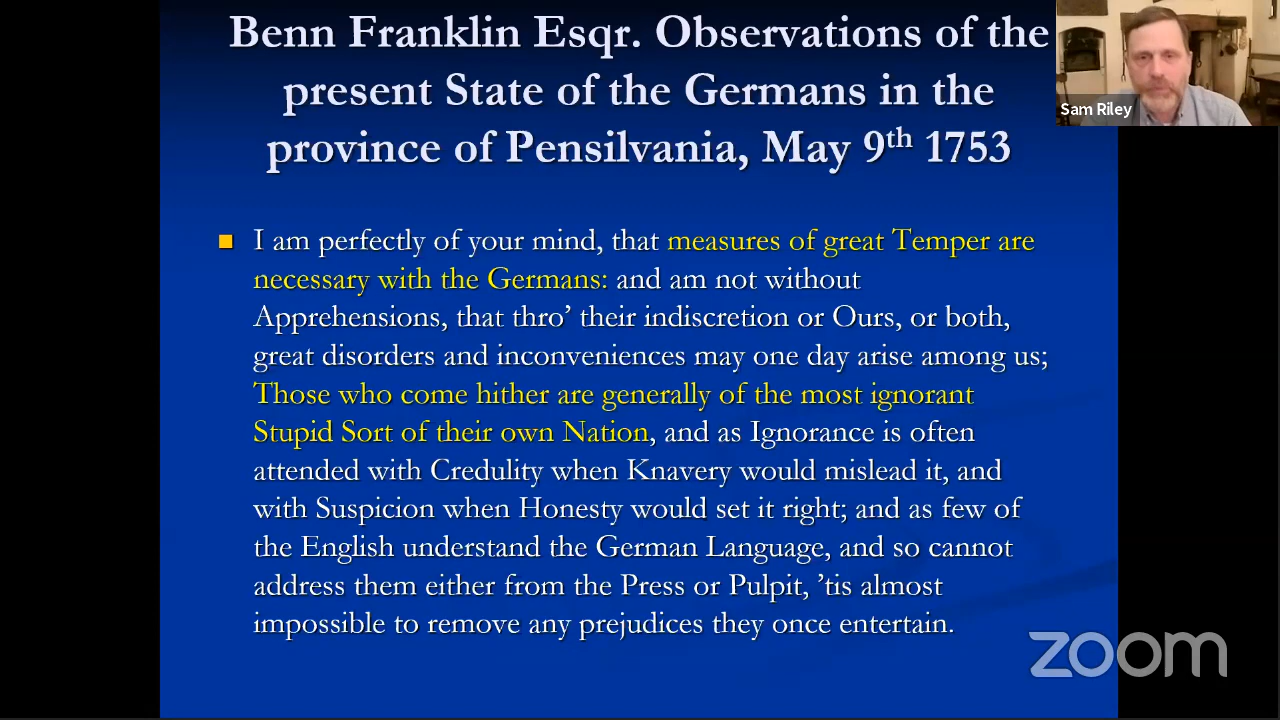 Benn Franklin Esqr. Observations of the
present State of the Germans in the
province of Pensilvania, May 9th 1753
Sam Riley
I am perfectly of your mind, that measures of great Temper are
necessary with the Germans: and am not without
Apprehensions, that thro’ their indiscretion or Ours, or both,
great disorders and inconveniences may one day arise among us;
Those who come hither are generally of the most ignorant
Stupid Sort of their own Nation, and as Ignorance is often
attended with Credulity when Knavery would mislead it, and
with Suspicion when Honesty would set it right; and as few of
the English understand the German Language, and so cannot
address them either from the Press or Pulpit, ’tis almost
impossible to remove any prejudices they once entertain.
zoom